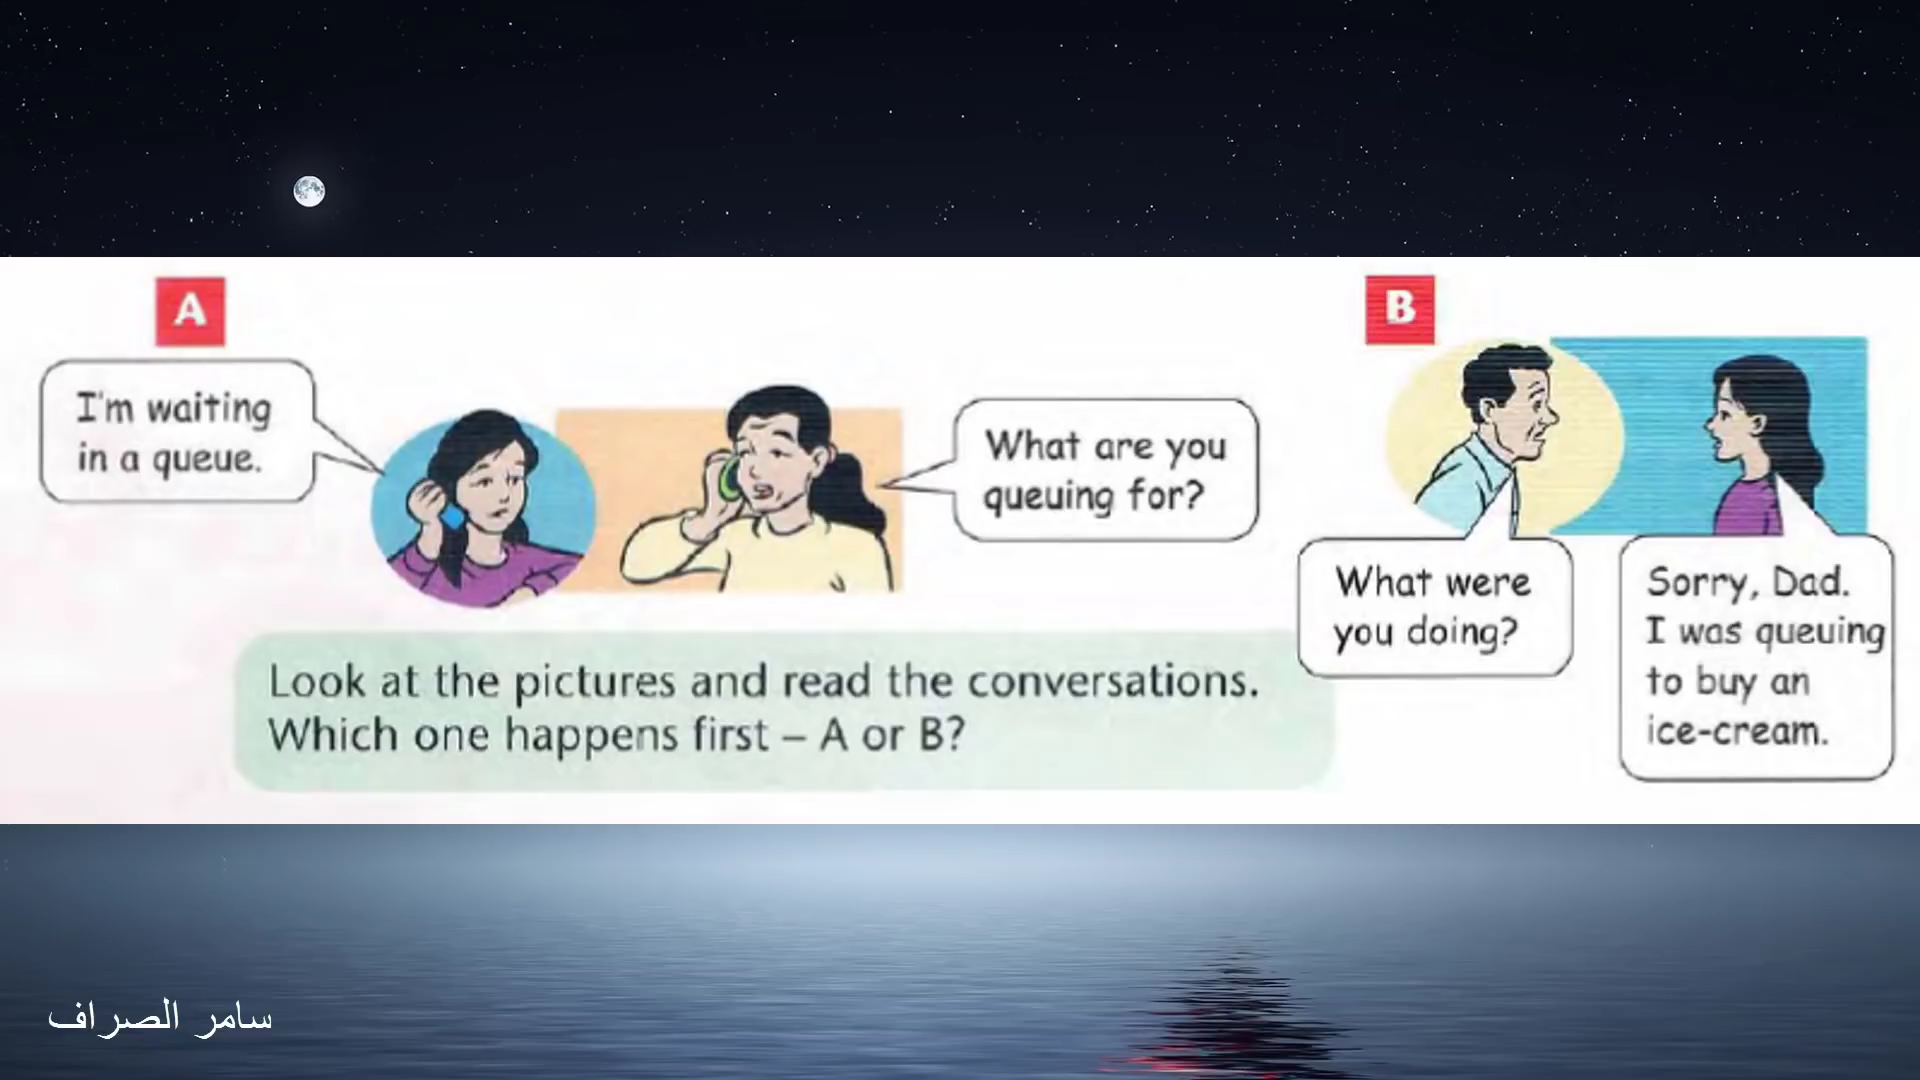 A
I'm waiting
in a queue.
What are you
queuing for?
B
What were
you doing?
Sorry, Dad.
I was queuing
to buy an
ice-cream.
Look at the pictures and read the conversations.
Which one happens first – A or B?
سامر الصراف